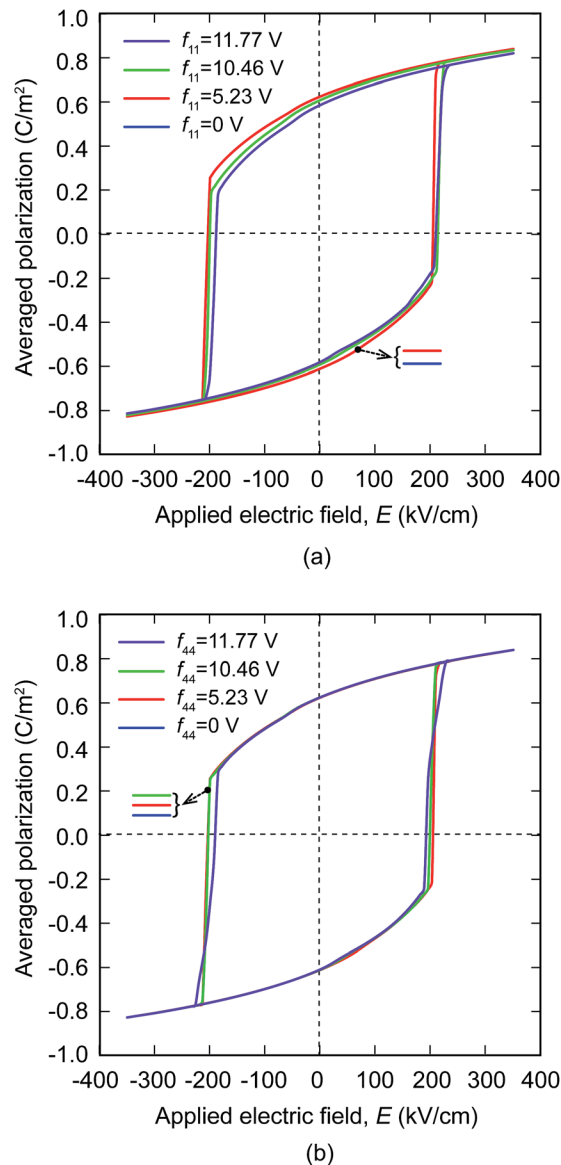 1.0
0.8
0.6
0.4
0.2
0.0
-0.2
-0.4
-0.6
-0.8
-1.0
Averaged polarization (C/m²)
f₁₁=11.77 V
f₁₁=10.46 V
f₁₁=5.23 V
f₁₁=0 V
-400 -300 -200 -100 0 100 200 300 400
Applied electric field, E (kV/cm)
(a)
1.0
0.8
0.6
0.4
0.2
0.0
-0.2
-0.4
-0.6
-0.8
-1.0
Averaged polarization (C/m²)
f₄₄=11.77 V
f₄₄=10.46 V
f₄₄=5.23 V
f₄₄=0 V
-400 -300 -200 -100 0 100 200 300 400
Applied electric field, E (kV/cm)
(b)